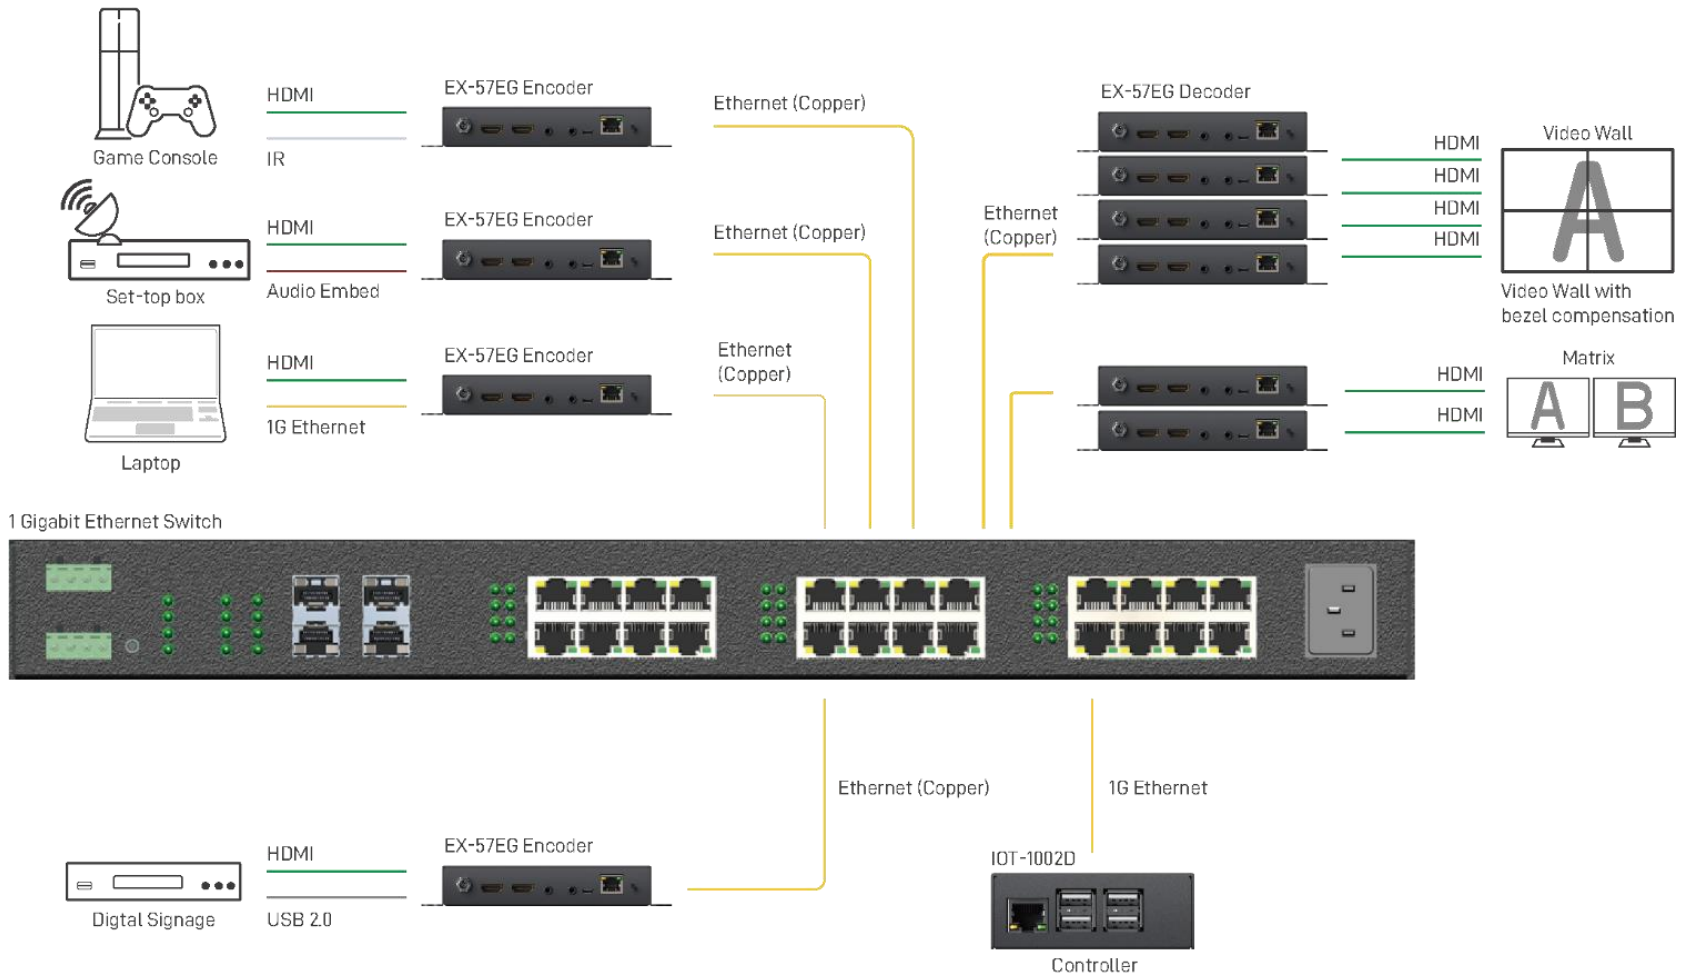 HDMI
EX-57EG Encoder
Ethernet (Copper)
Game Console
IR
HDMI
EX-57EG Encoder
Ethernet (Copper)
Set-top box
Audio Embed
HDMI
EX-57EG Encoder
Ethernet
(Copper)
1G Ethernet
Laptop
EX-57EG Decoder
Ethernet
(Copper)
HDMI
HDMI
HDMI
HDMI
Video Wall
A
Video Wall with
bezel compensation
Matrix
HDMI
HDMI
A
B
1 Gigabit Ethernet Switch
Ethernet (Copper)
1G Ethernet
HDMI
EX-57EG Encoder
Digtal Signage
USB 2.0
IOT-1002D
Controller